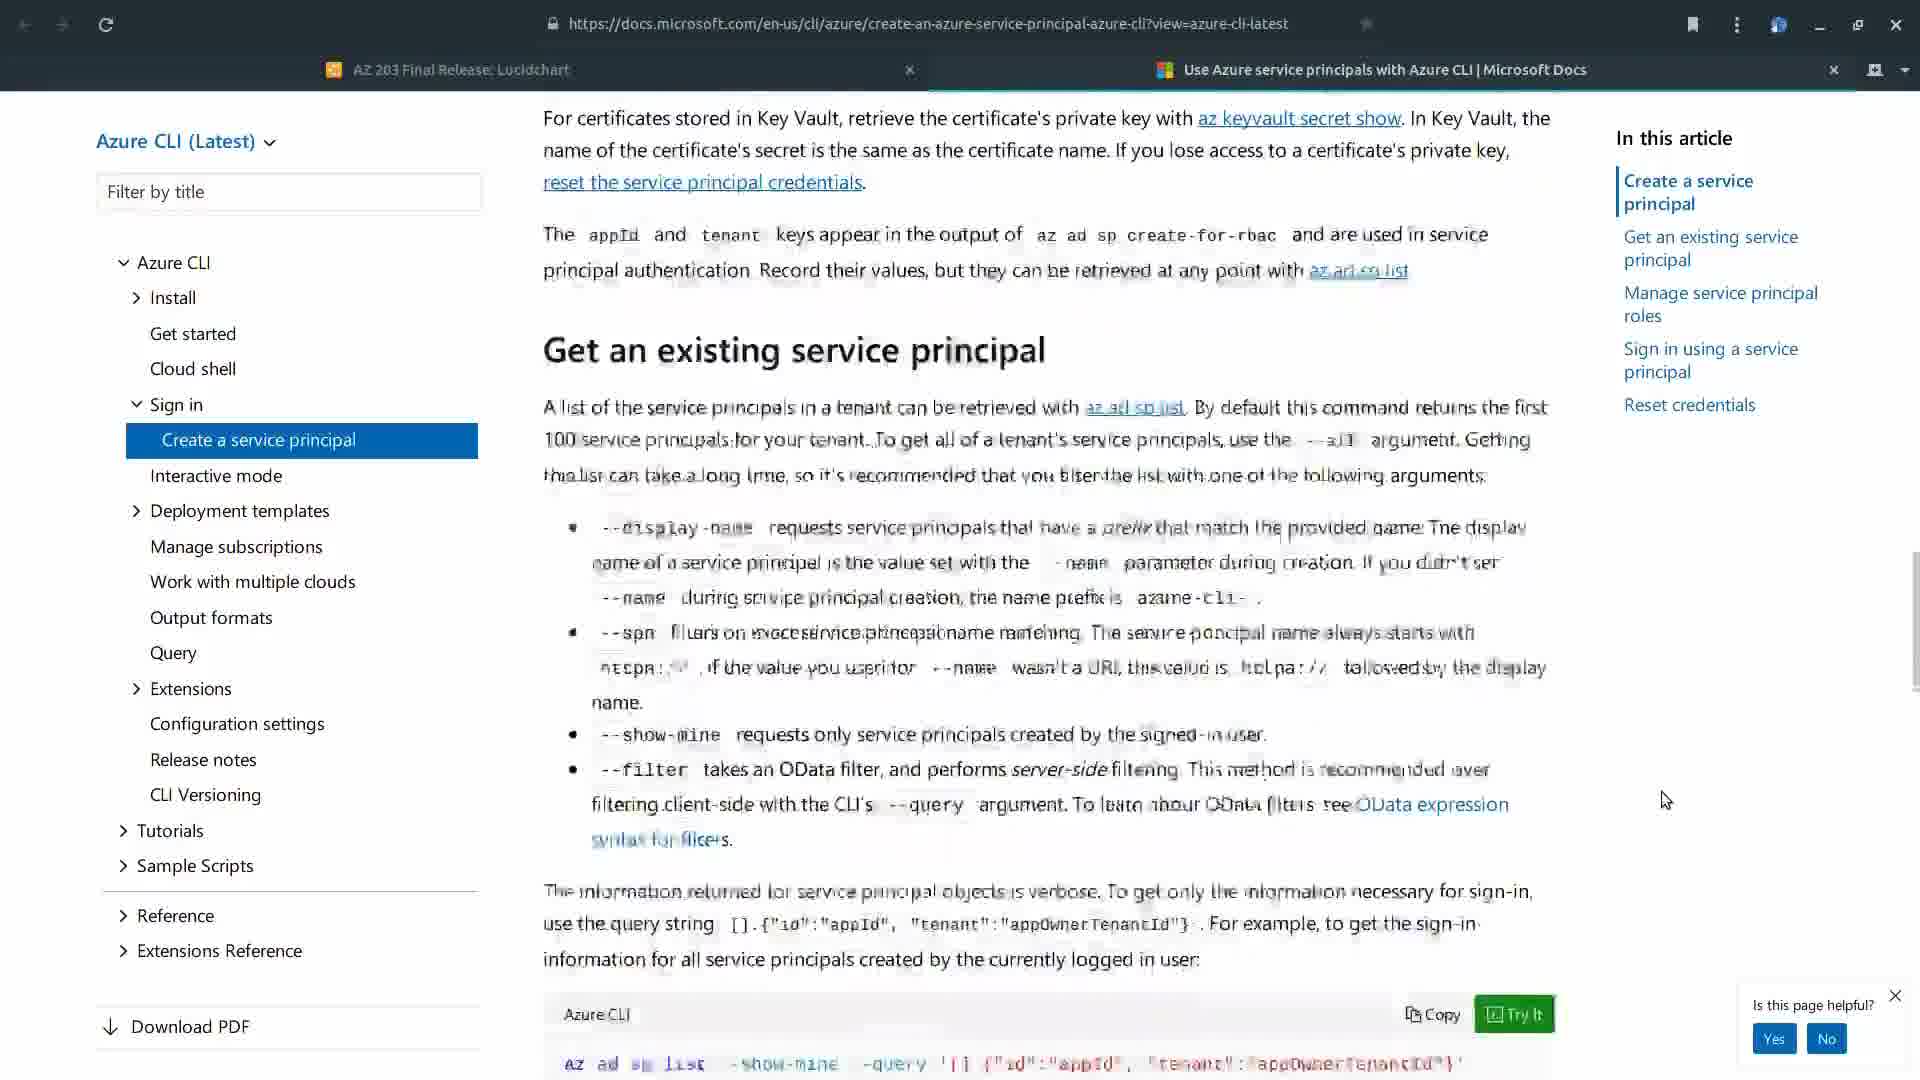 https://docs.microsoft.com/en-us/cli/azure/create-an-azure-service-principal-azure-cli?view=azure-cli-latest
AZ 203 Final Release: Lucidchart
Use Azure service principals with Azure CLI | Microsoft Docs
Azure CLI (Latest)
Filter by title
Azure CLI
Install
Get started
Cloud shell
Sign in
Create a service principal
Interactive mode
Deployment templates
Manage subscriptions
Work with multiple clouds
Output formats
Query
Extensions
Configuration settings
Release notes
CLI Versioning
Tutorials
Sample Scripts
Reference
Extensions Reference
Download PDF
For certificates stored in Key Vault, retrieve the certificate's private key with az keyvault secret show. In Key Vault, the
name of the certificate's secret is the same as the certificate name. If you lose access to a certificate's private key,
reset the service principal credentials.
The appId and tenant keys appear in the output of az ad sp create-for-rbac and are used in service
principal authentication. Record their values, but they can be retrieved at any point with az ad sp list
Get an existing service principal
A list of the service principals in a tenant can be retrieved with az ad sp list. By default this command returns the first
100 service principals for your tenant. To get all of a tenant's service principals, use the --all argument. Getting
this list can take a long time, so it's recommended that you filter the list with one of the following arguments:
--display-name requests service principals that have a prefix that match the provided name. The display
name of a service principal is the value set with the --name parameter during creation. If you didn't set
--name during service principal creation, the name prefix is azure-cli- .
--spn filters on exact service principal name matching. The service principal name always starts with
https:// . if the value you used for --name wasn't a URI, this value is https:// followed by the display
name.
--show-mine requests only service principals created by the signed-in user.
--filter takes an OData filter, and performs server-side filtering. This method is recommended over
filtering client-side with the CLI's --query argument. To learn about OData filters, see OData expression
syntax for filters.
The information returned for service principal objects is verbose. To get only the information necessary for sign-in,
use the query string [].{"id":"appId", "tenant":"appOwnerTenantId"} . For example, to get the sign-in
information for all service principals created by the currently logged in user:
Azure CLI
Copy
Try It
az ad sp list --show-mine --query '[].{"id":"appId", "tenant":"appOwnerTenantId"}'
In this article
Create a service
principal
Get an existing service
principal
Manage service principal
roles
Sign in using a service
principal
Reset credentials
Is this page helpful?
Yes
No